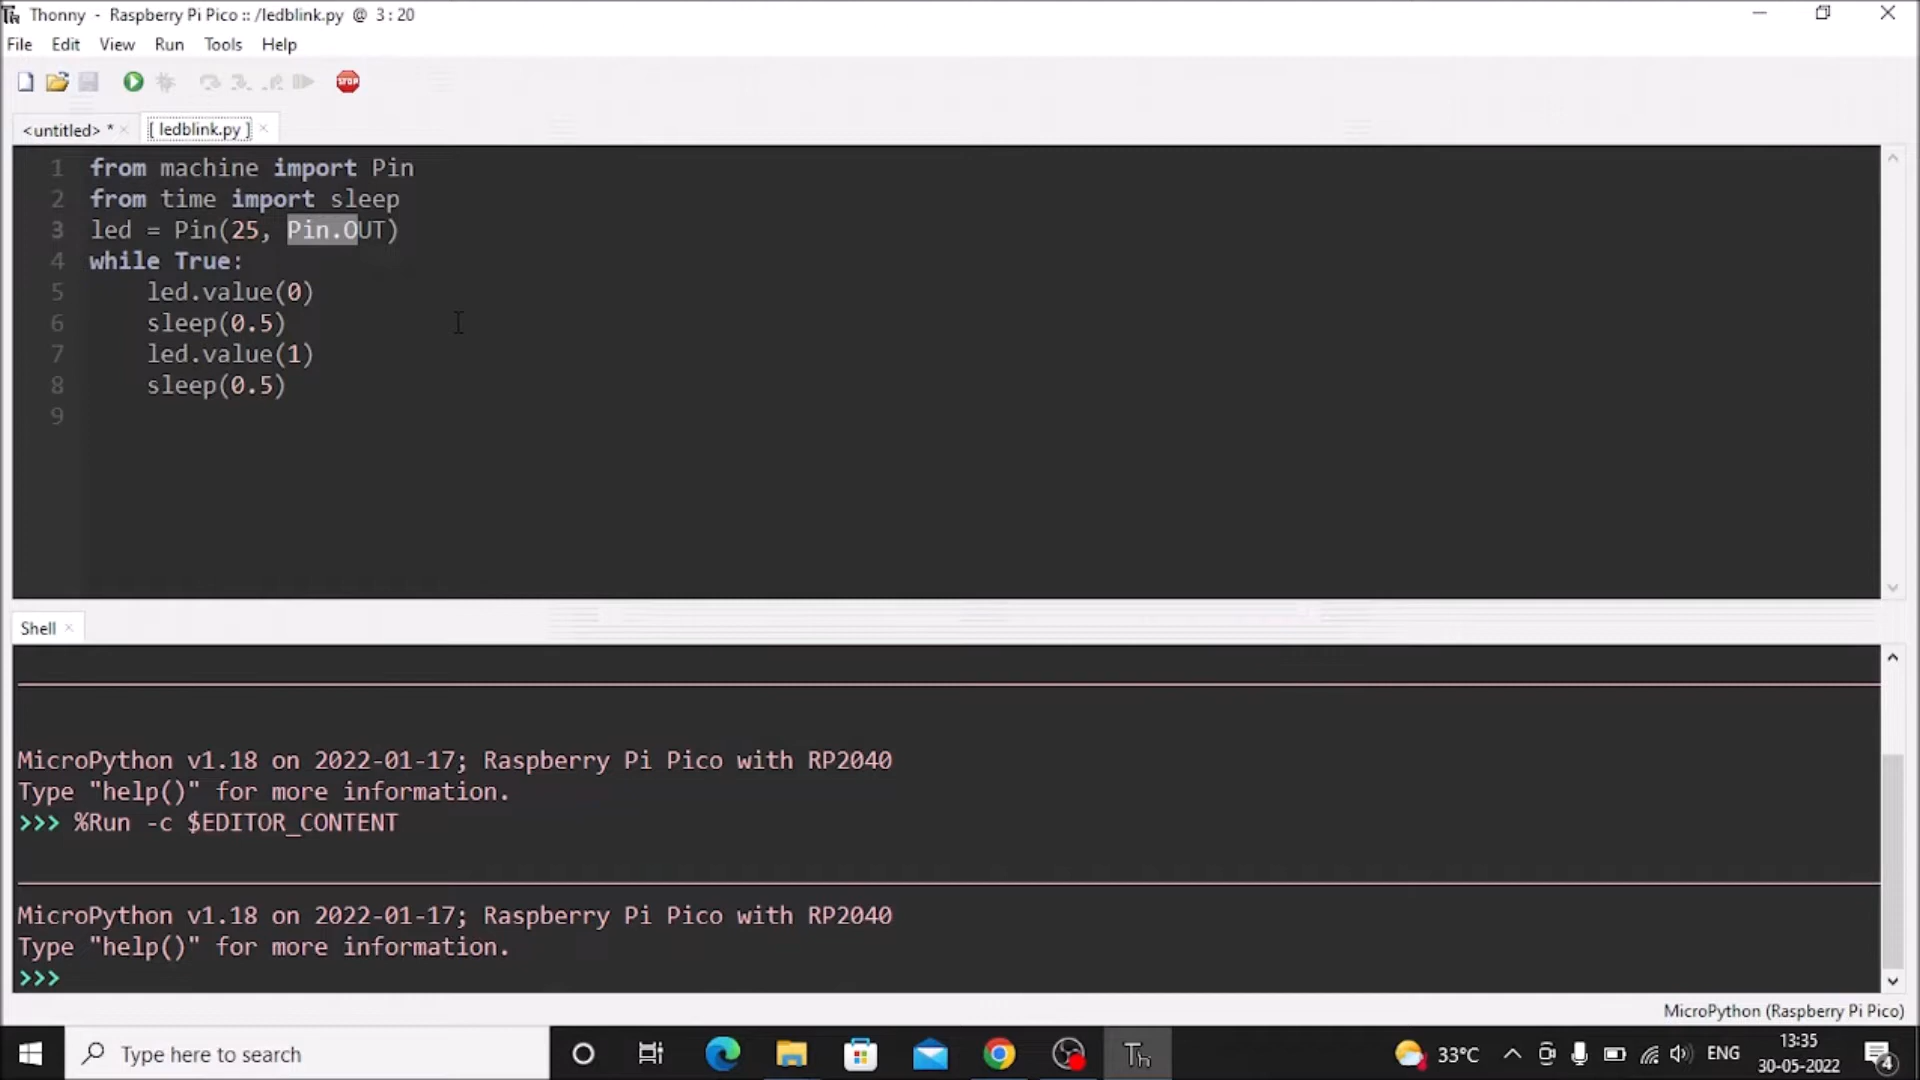 Thonny - Raspberry Pi Pico :: /ledblink.py @ 3 : 20
File Edit View Run Tools Help
STOP
<untitled> * × [ ledblink.py ] ×
1 from machine import Pin
2 from time import sleep
3 led = Pin(25, Pin.OUT)
4 while True:
5     led.value(0)
6     sleep(0.5)
7     led.value(1)
8     sleep(0.5)
9
Shell ×
MicroPython v1.18 on 2022-01-17; Raspberry Pi Pico with RP2040
Type "help()" for more information.
>>> %Run -c $EDITOR_CONTENT
MicroPython v1.18 on 2022-01-17; Raspberry Pi Pico with RP2040
Type "help()" for more information.
>>>
MicroPython (Raspberry Pi Pico)
Type here to search
Th
33°C
ENG
13:35
30-05-2022
4